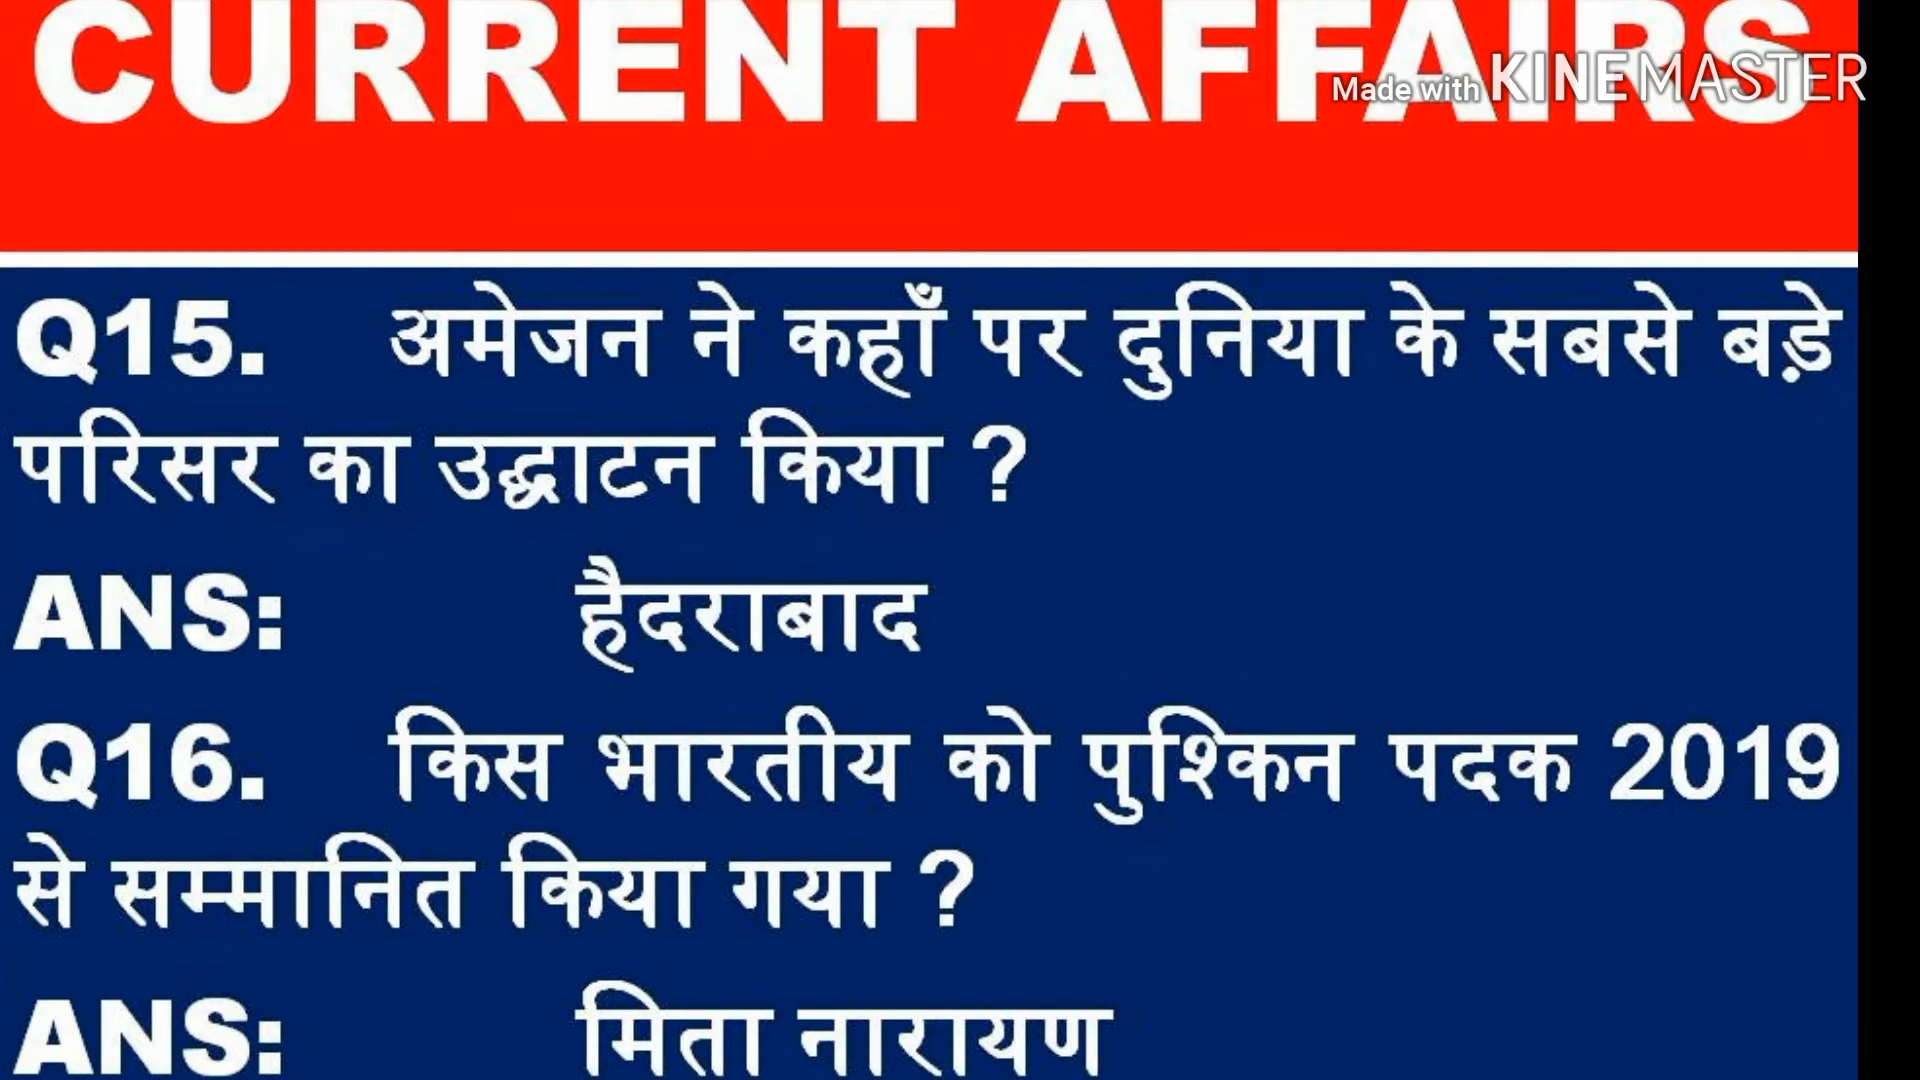 CURRENT AFFAIRS
Made with KINEMASTER
Q15. अमेजन ने कहाँ पर दुनिया के सबसे बड़े
परिसर का उद्घाटन किया ?
ANS: हैदराबाद
Q16. किस भारतीय को पुश्किन पदक 2019
से सम्मानित किया गया ?
ANS: मिता नारायण